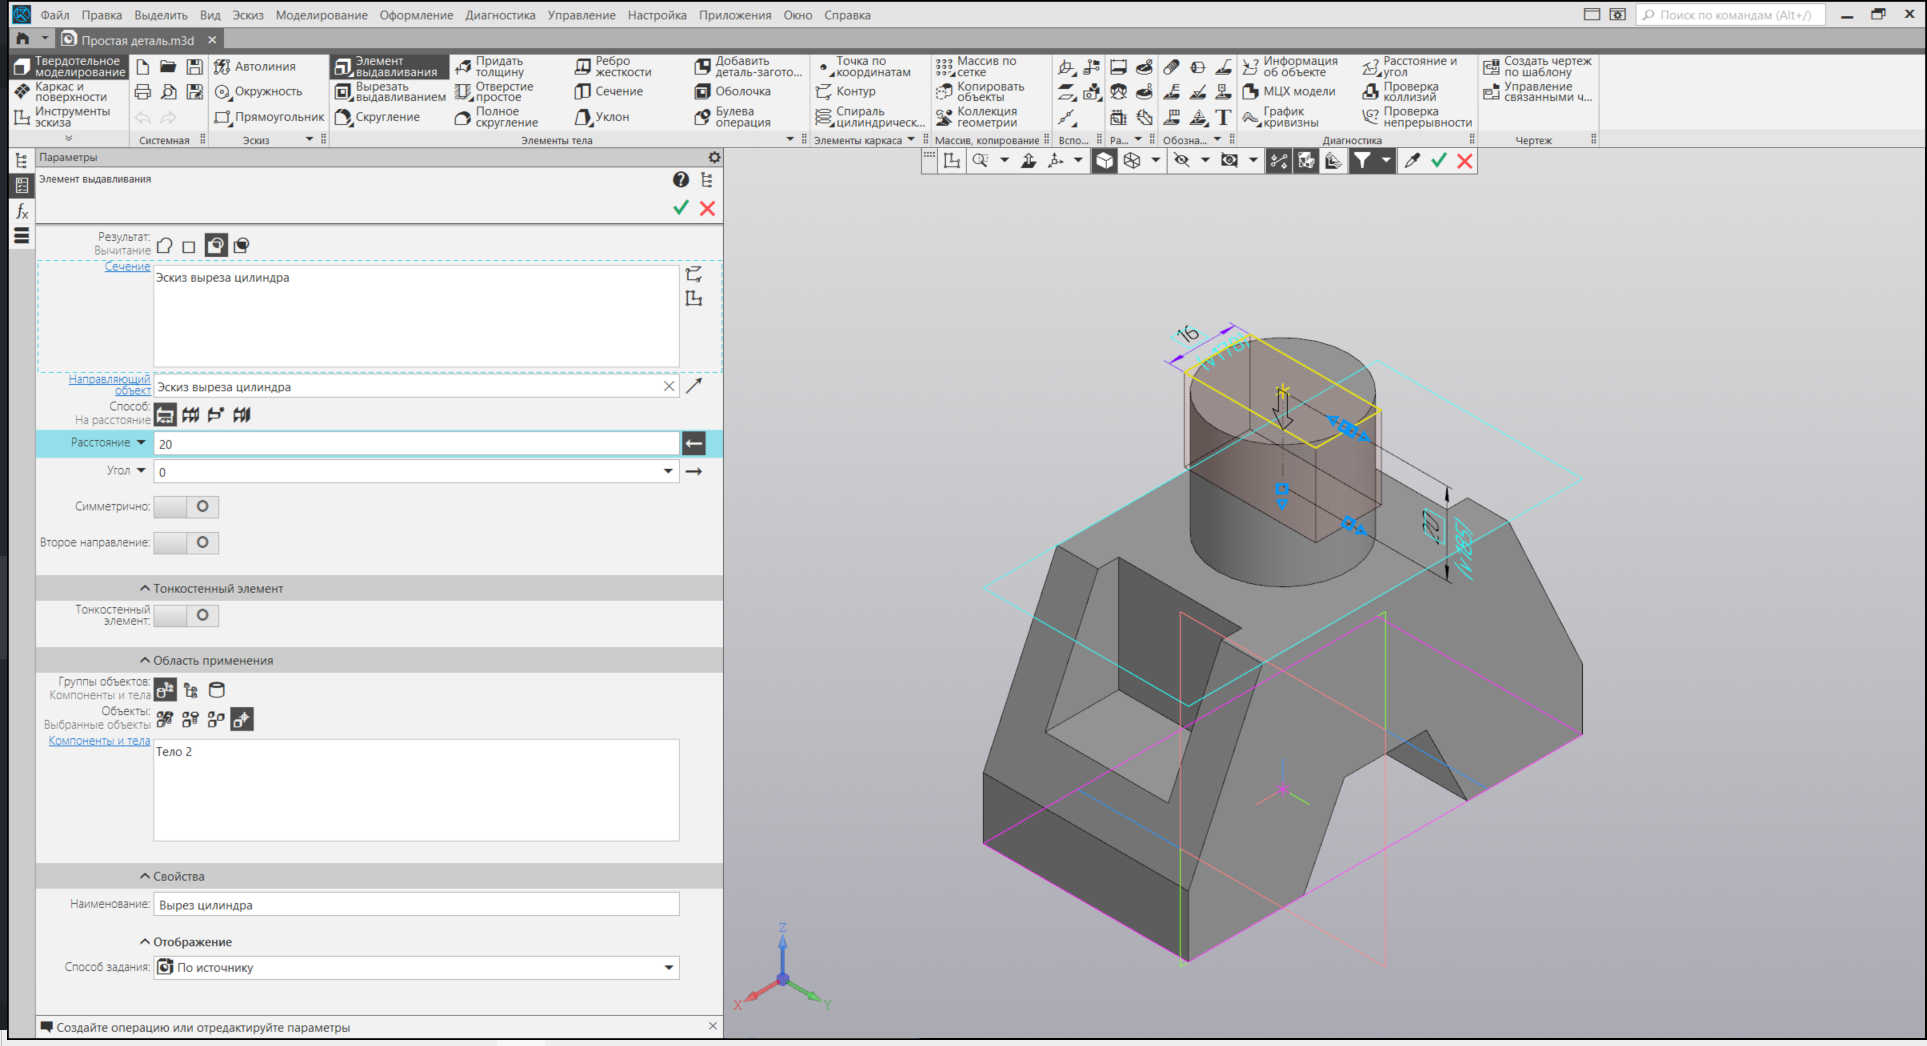 Файл Правка Выделить Вид Эскиз Моделирование Оформление Диагностика Управление Настройка Приложения Окно Справка
Поиск по командам (Alt+/)
Простая деталь.m3d
Твердотельное моделирование
Каркас и поверхности
Инструменты эскиза
Системная
Автолиния
Окружность
Прямоугольник
Эскиз
Элемент выдавливания
Вырезать выдавливанием
Скругление
Придать толщину
Отверстие простое
Полное скругление
Ребро жесткости
Сечение
Уклон
Добавить деталь-загото...
Оболочка
Булева операция
Элементы тела
Точка по координатам
Контур
Спираль цилиндрическ...
Элементы каркаса
Массив по сетке
Копировать объекты
Коллекция геометрии
Массив, копирование
Вспо...
Ра...
Обозна...
Информация об объекте
МЦХ модели
График кривизны
Расстояние и угол
Проверка коллизий
Проверка непрерывности
Диагностика
Создать чертеж по шаблону
Управление связанными ч...
Чертеж
Параметры
Элемент выдавливания
Результат:
Вычитание
Сечение
Эскиз выреза цилиндра
Направляющий объект
Эскиз выреза цилиндра
Способ:
На расстояние
Расстояние 20
Угол 0
Симметрично:
Второе направление:
Тонкостенный элемент
Тонкостенный элемент:
Область применения
Группы объектов:
Компоненты и тела
Объекты:
Выбранные объекты
Компоненты и тела
Тело 2
Свойства
Наименование: Вырез цилиндра
Отображение
Способ задания: По источнику
Создайте операцию или отредактируйте параметры
16
20
Z
X
Y